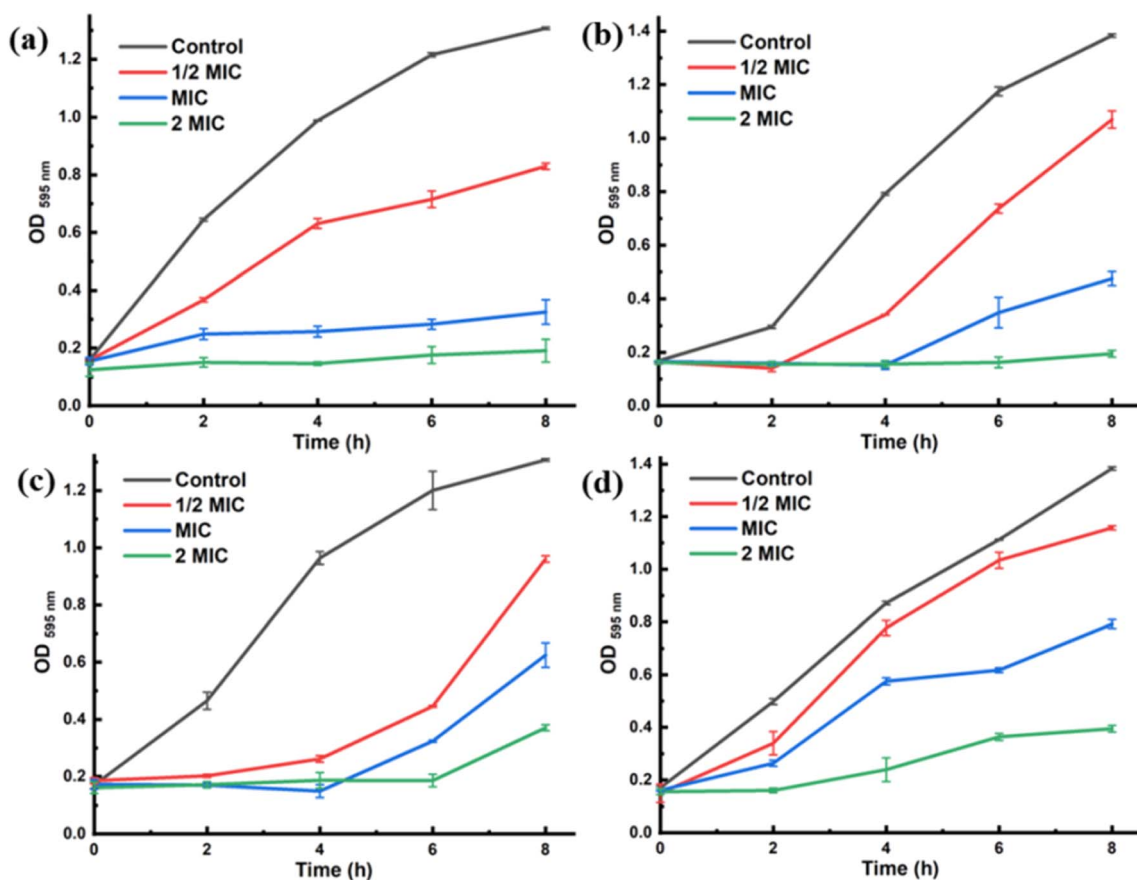 (a)
Control
1/2 MIC
MIC
2 MIC
1.2
1.0
0.8
0.6
0.4
0.2
0.0
OD 595 nm
0 2 4 6 8
Time (h)
(b)
Control
1/2 MIC
MIC
2 MIC
1.4
1.2
1.0
0.8
0.6
0.4
0.2
0.0
OD 595 nm
0 2 4 6 8
Time (h)
(c)
Control
1/2 MIC
MIC
2 MIC
1.2
1.0
0.8
0.6
0.4
0.2
0.0
OD 595 nm
0 2 4 6 8
Time (h)
(d)
Control
1/2 MIC
MIC
2 MIC
1.4
1.2
1.0
0.8
0.6
0.4
0.2
0.0
OD 595 nm
0 2 4 6 8
Time (h)